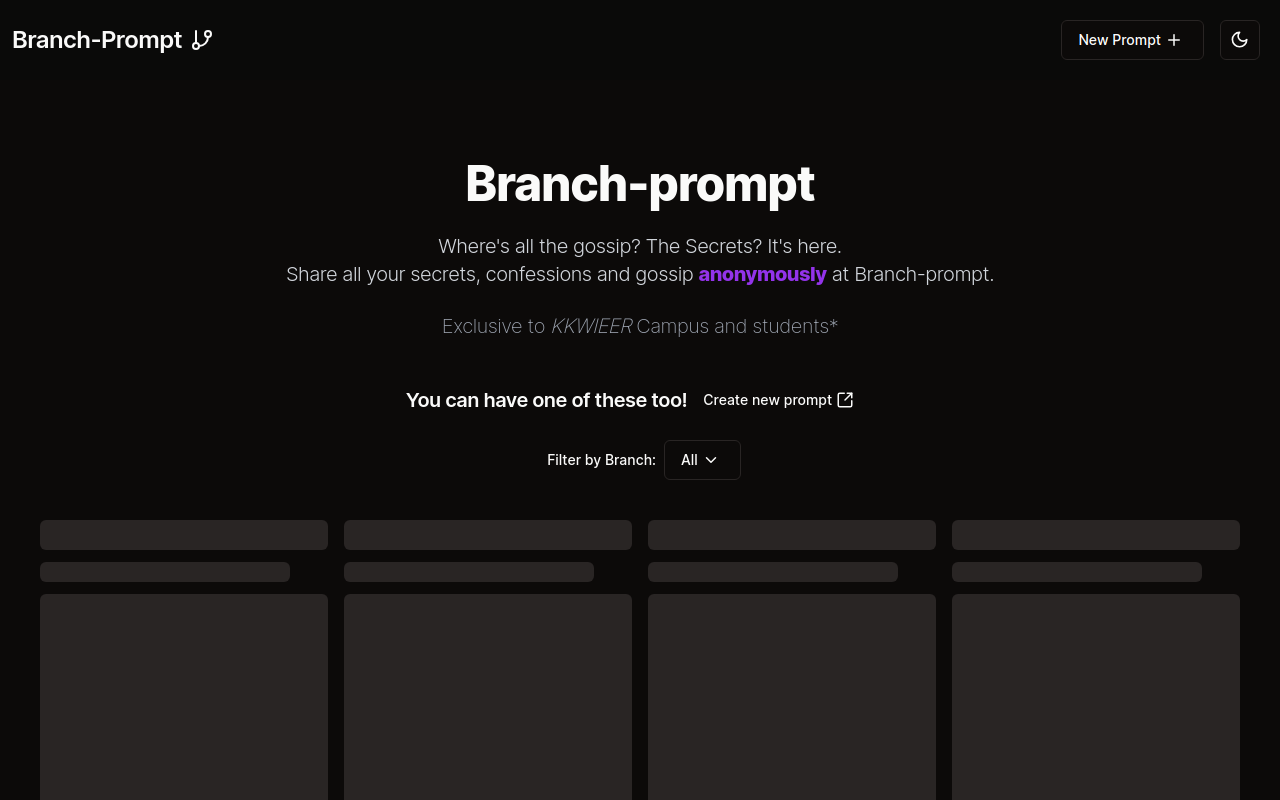 Branch-Prompt
New Prompt
Branch-prompt
Where's all the gossip? The Secrets? It's here.
Share all your secrets, confessions and gossip anonymously at Branch-prompt.
Exclusive to KKWIEER Campus and students*
You can have one of these too! Create new prompt
Filter by Branch: All